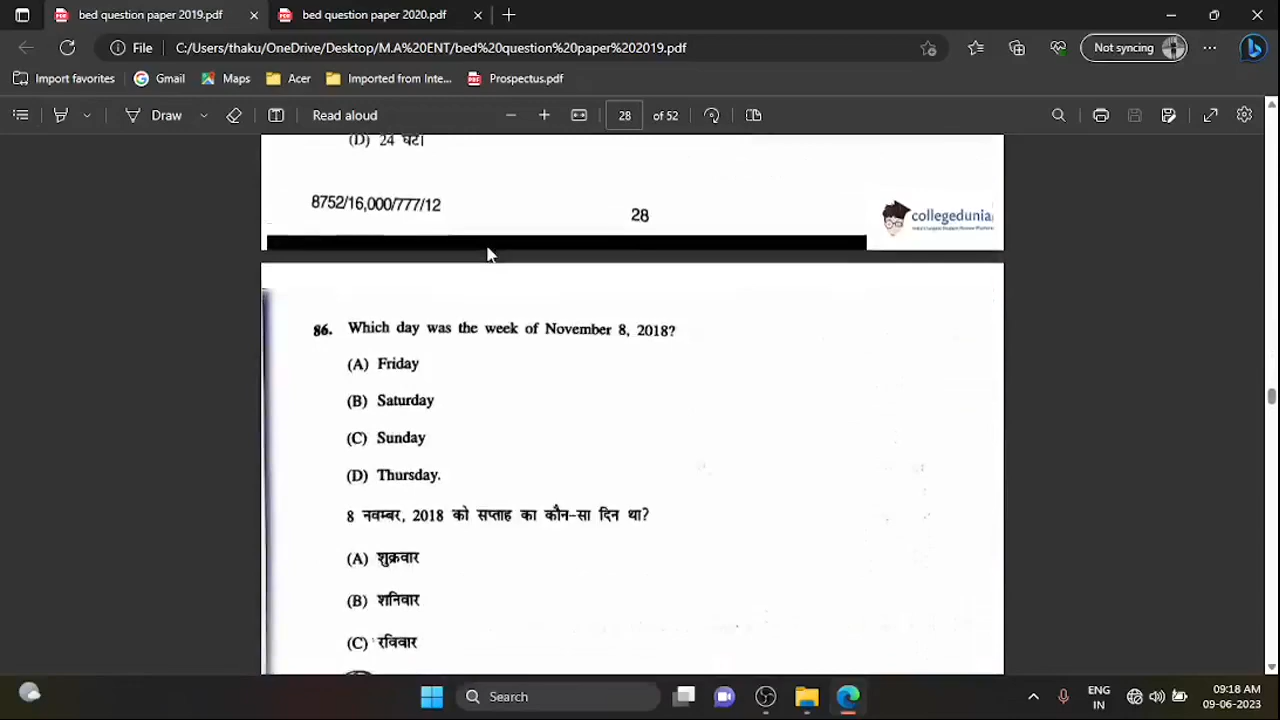 bed question paper 2019.pdf
bed question paper 2020.pdf
File
C:/Users/thaku/OneDrive/Desktop/M.A%20ENT/bed%20question%20paper%202019.pdf
Not syncing
Import favorites
Gmail
Maps
Acer
Imported from Inte...
Prospectus.pdf
Draw
Read aloud
28 of 52
(D) 24 घंटे।
8752/16,000/777/12
28
collegedunia
86. Which day was the week of November 8, 2018?
(A) Friday
(B) Saturday
(C) Sunday
(D) Thursday.
8 नवम्बर, 2018 को सप्ताह का कौन-सा दिन था?
(A) शुक्रवार
(B) शनिवार
(C) रविवार
Search
ENG
IN
09:18 AM
09-06-2023